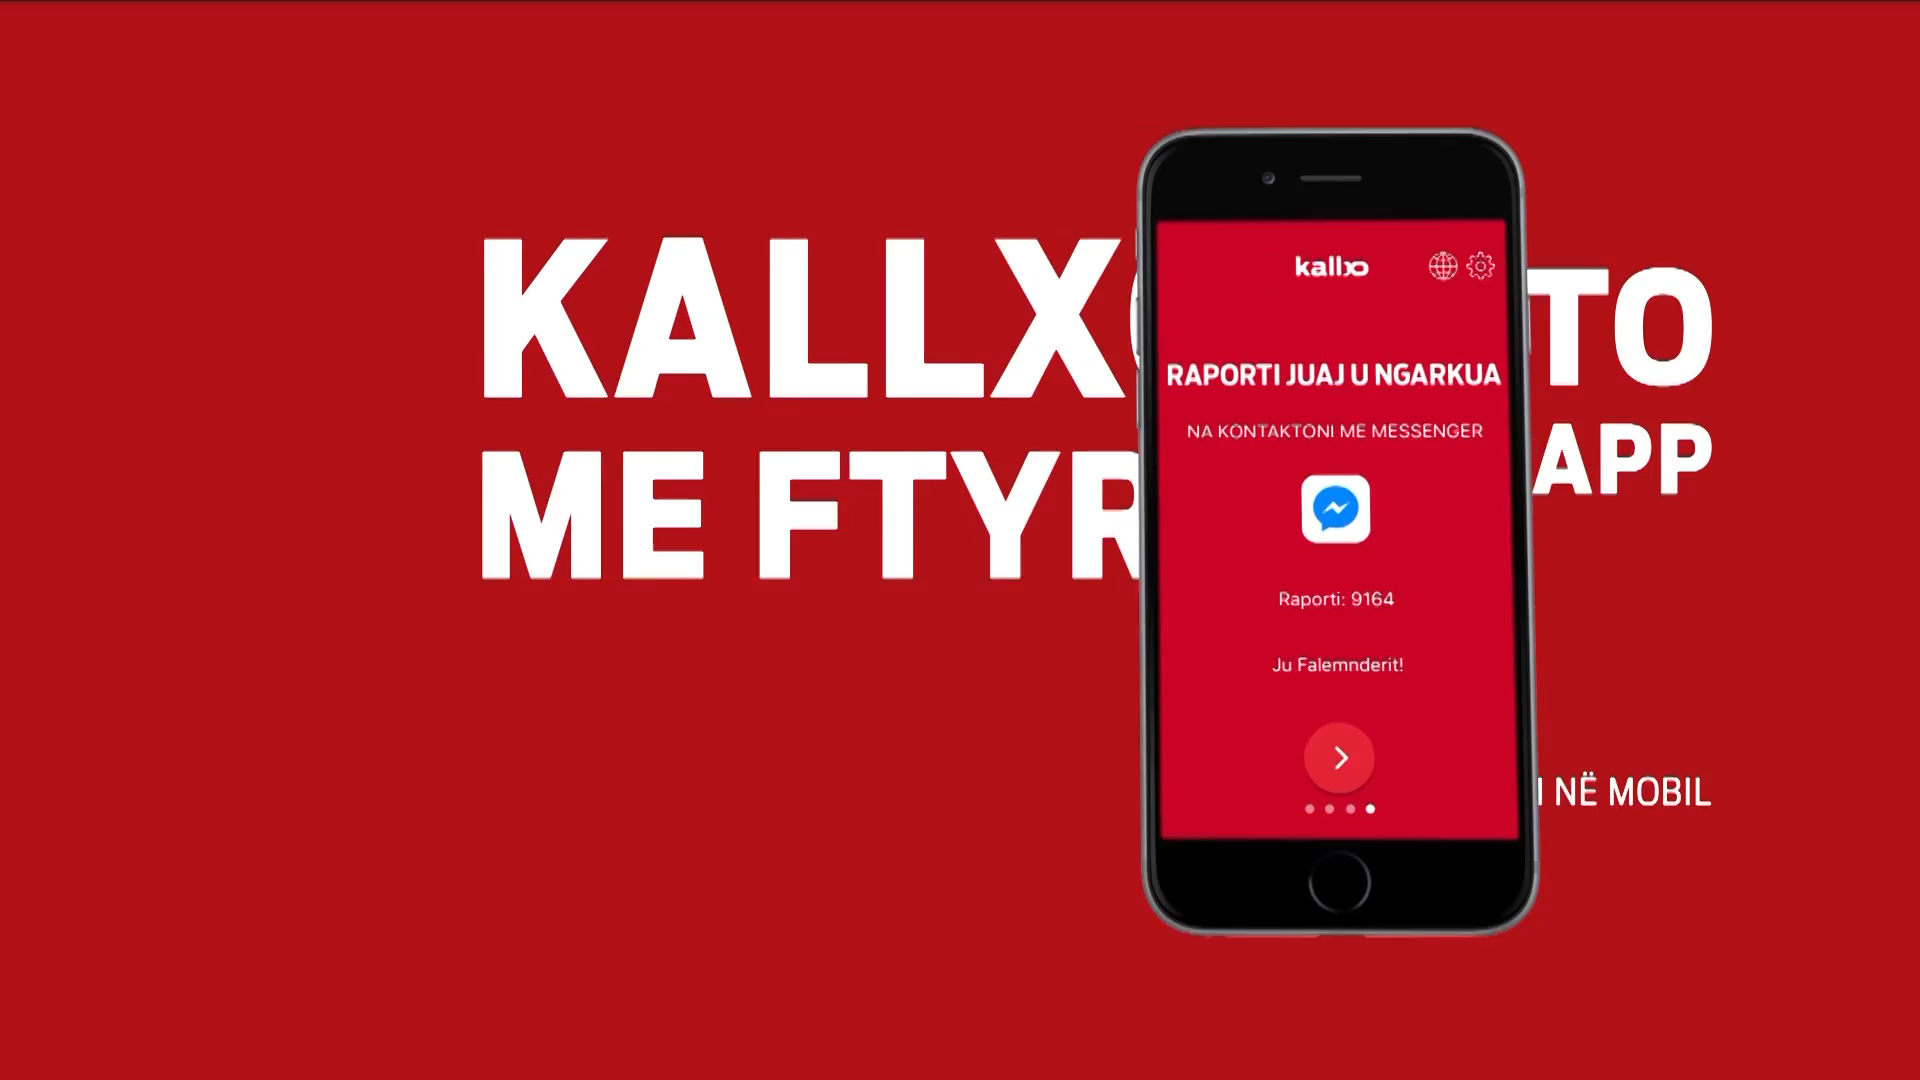 KALLX
ME FTYR
TO
APP
NË MOBIL
kallxo
RAPORTI JUAJ U NGARKUA
NA KONTAKTONI ME MESSENGER
Raporti: 9164
Ju Falemnderit!